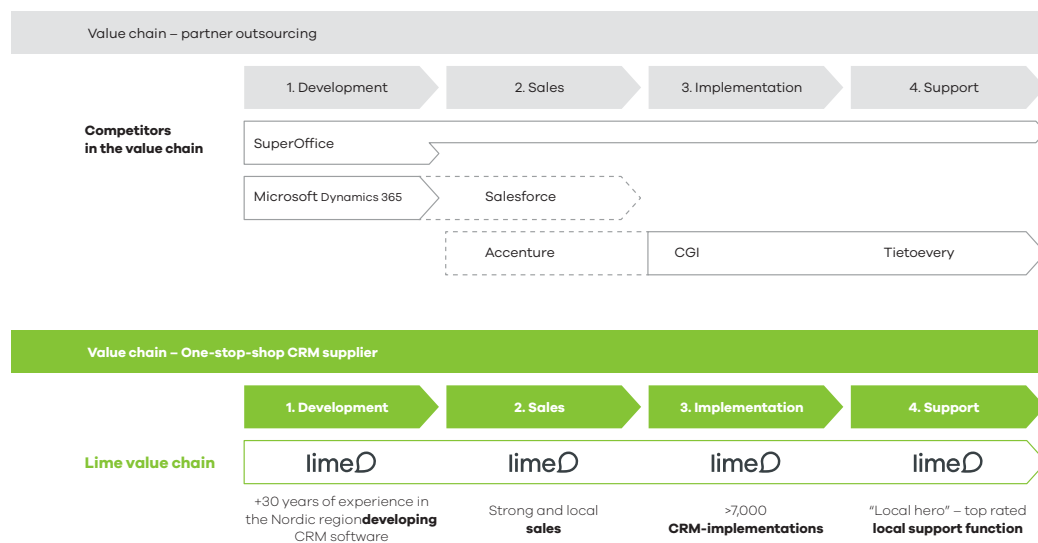 Value chain – partner outsourcing
1. Development
2. Sales
3. Implementation
4. Support
Competitors
in the value chain
SuperOffice
Microsoft Dynamics 365
Salesforce
Accenture
CGI
Tietoevery
Value chain – One-stop-shop CRM supplier
1. Development
2. Sales
3. Implementation
4. Support
Lime value chain
lime
lime
lime
lime
+30 years of experience in
the Nordic regiondeveloping
CRM software
Strong and local
sales
>7,000
CRM-implementations
“Local hero” – top rated
local support function